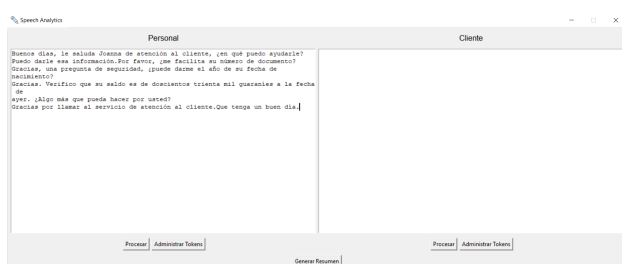 Speech Analytics
Personal
Cliente
Buenos días, le saluda Joanna de atención al cliente, ¿en qué puedo ayudarle?
Puedo darle esa información.Por favor, ¿me facilita su número de documento?
Gracias, una pregunta de seguridad, ¿puede darme el año de su fecha de
nacimiento?
Gracias. Verifico que su saldo es de doscientos treinta mil guaraníes a la fecha
de
ayer. ¿Algo más que pueda hacer por usted?
Gracias por llamar al servicio de atención al cliente.Que tenga un buen día.
Procesar Administrar Tokens
Procesar Administrar Tokens
Generar Resumen